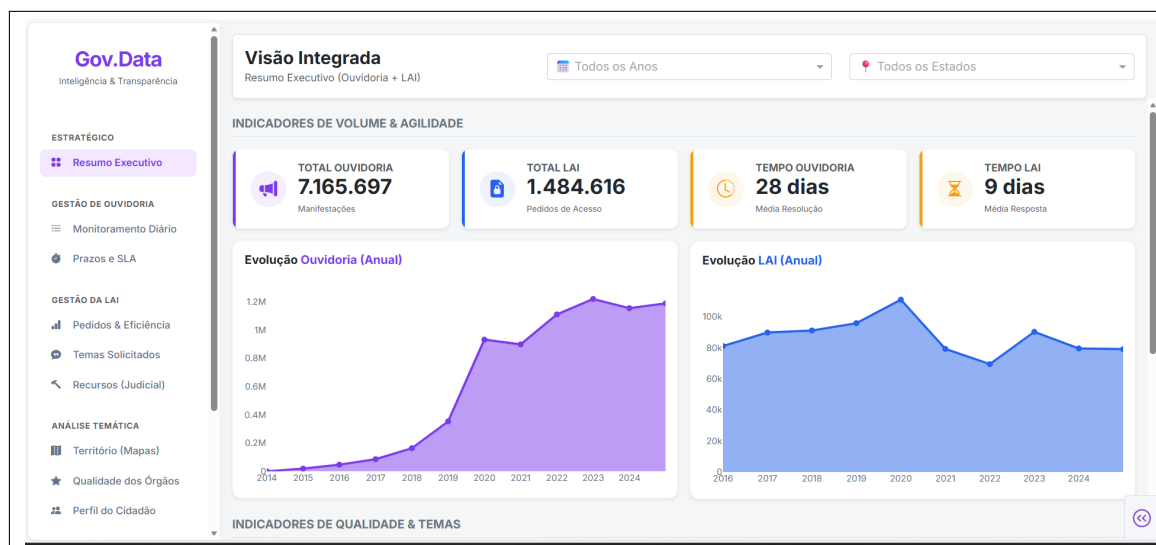 Gov.Data
Inteligência & Transparência
ESTRATÉGICO
Resumo Executivo
GESTÃO DE OUVIDORIA
Monitoramento Diário
Prazos e SLA
GESTÃO DA LAI
Pedidos & Eficiência
Temas Solicitados
Recursos (Judicial)
ANÁLISE TEMÁTICA
Território (Mapas)
Qualidade dos Órgãos
Perfil do Cidadão
Visão Integrada
Resumo Executivo (Ouvidoria + LAI)
Todos os Anos
Todos os Estados
INDICADORES DE VOLUME & AGILIDADE
TOTAL OUVIDORIA
7.165.697
Manifestações
TOTAL LAI
1.484.616
Pedidos de Acesso
TEMPO OUVIDORIA
28 dias
Média Resolução
TEMPO LAI
9 dias
Média Resposta
Evolução Ouvidoria (Anual)
1.2M
1M
0.8M
0.6M
0.4M
0.2M
0
2014 2015 2016 2017 2018 2019 2020 2021 2022 2023 2024
Evolução LAI (Anual)
100k
80k
60k
40k
20k
0
2016 2017 2018 2019 2020 2021 2022 2023 2024
INDICADORES DE QUALIDADE & TEMAS